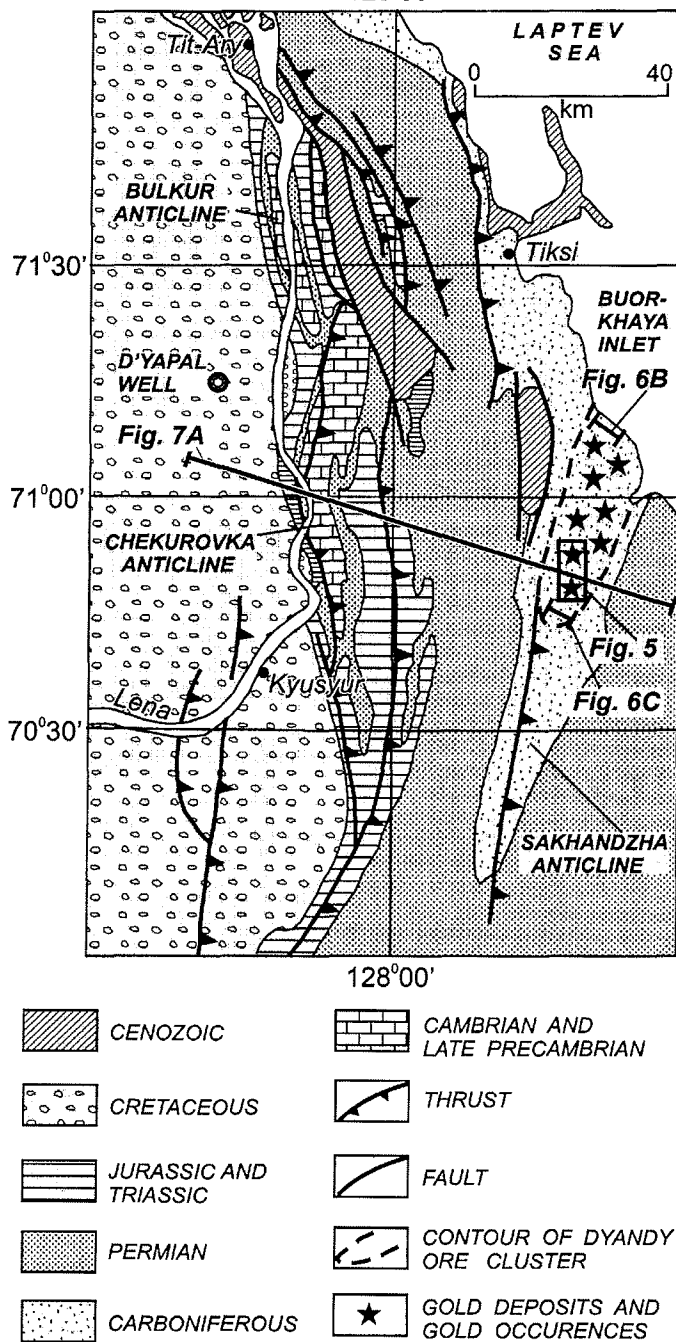 Tit-Ary
LAPTEV
SEA
0 40
km
BULKUR
ANTICLINE
71°30'
Tiksi
BUOR-
KHAYA
INLET
D'YAPAL
WELL
Fig. 6B
Fig. 7A
71°00'
CHEKUROVKA
ANTICLINE
Fig. 5
Kyusyur
Fig. 6C
Lena
70°30'
SAKHANDZHA
ANTICLINE
128°00'
CENOZOIC
CAMBRIAN AND
LATE PRECAMBRIAN
CRETACEOUS
THRUST
JURASSIC AND
TRIASSIC
FAULT
PERMIAN
CONTOUR OF DYANDY
ORE CLUSTER
CARBONIFEROUS
GOLD DEPOSITS AND
GOLD OCCURENCES